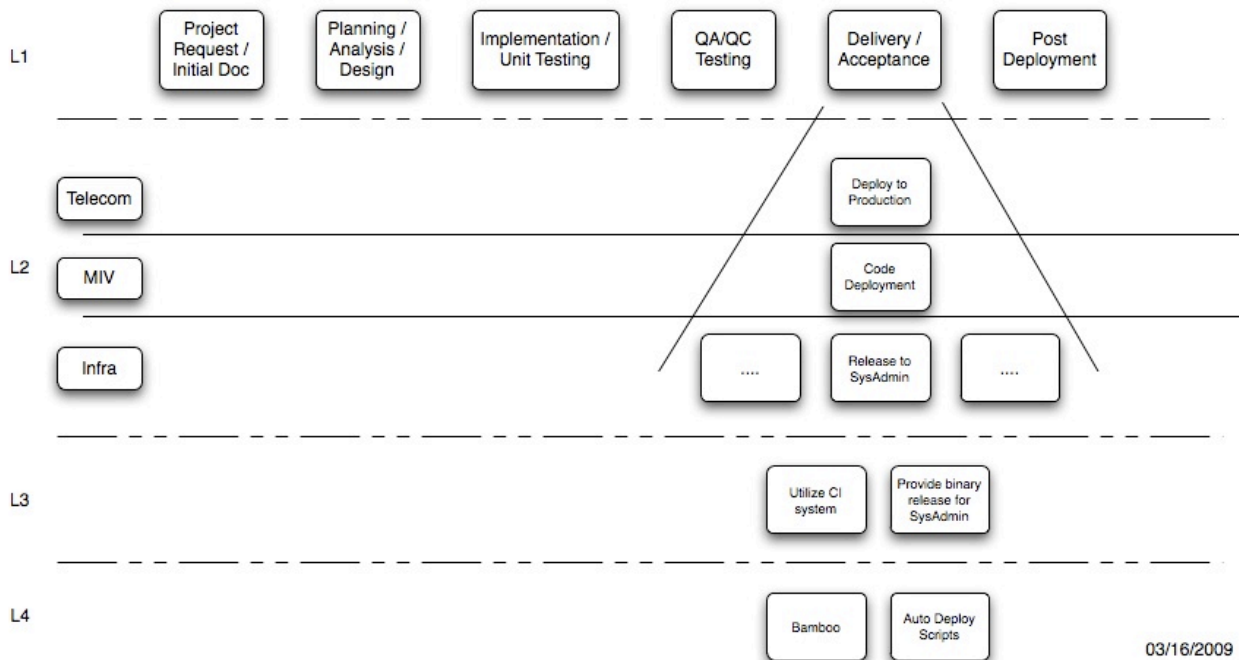 L1
Project
Request /
Initial Doc
Planning /
Analysis /
Design
Implementation /
Unit Testing
QA/QC
Testing
Delivery /
Acceptance
Post
Deployment
Telecom
Deploy to
Production
L2
MIV
Code
Deployment
Infra
....
Release to
SysAdmin
....
L3
Utilize CI
system
Provide binary
release for
SysAdmin
L4
Bamboo
Auto Deploy
Scripts
03/16/2009